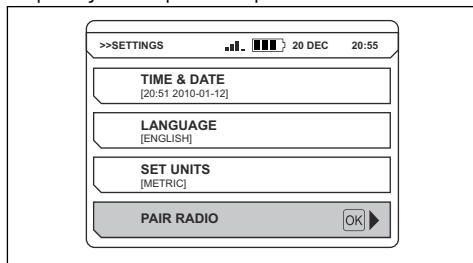 >>SETTINGS 20 DEC 20:55
TIME & DATE
[20:51 2010-01-12]
LANGUAGE
[ENGLISH]
SET UNITS
[METRIC]
PAIR RADIO OK